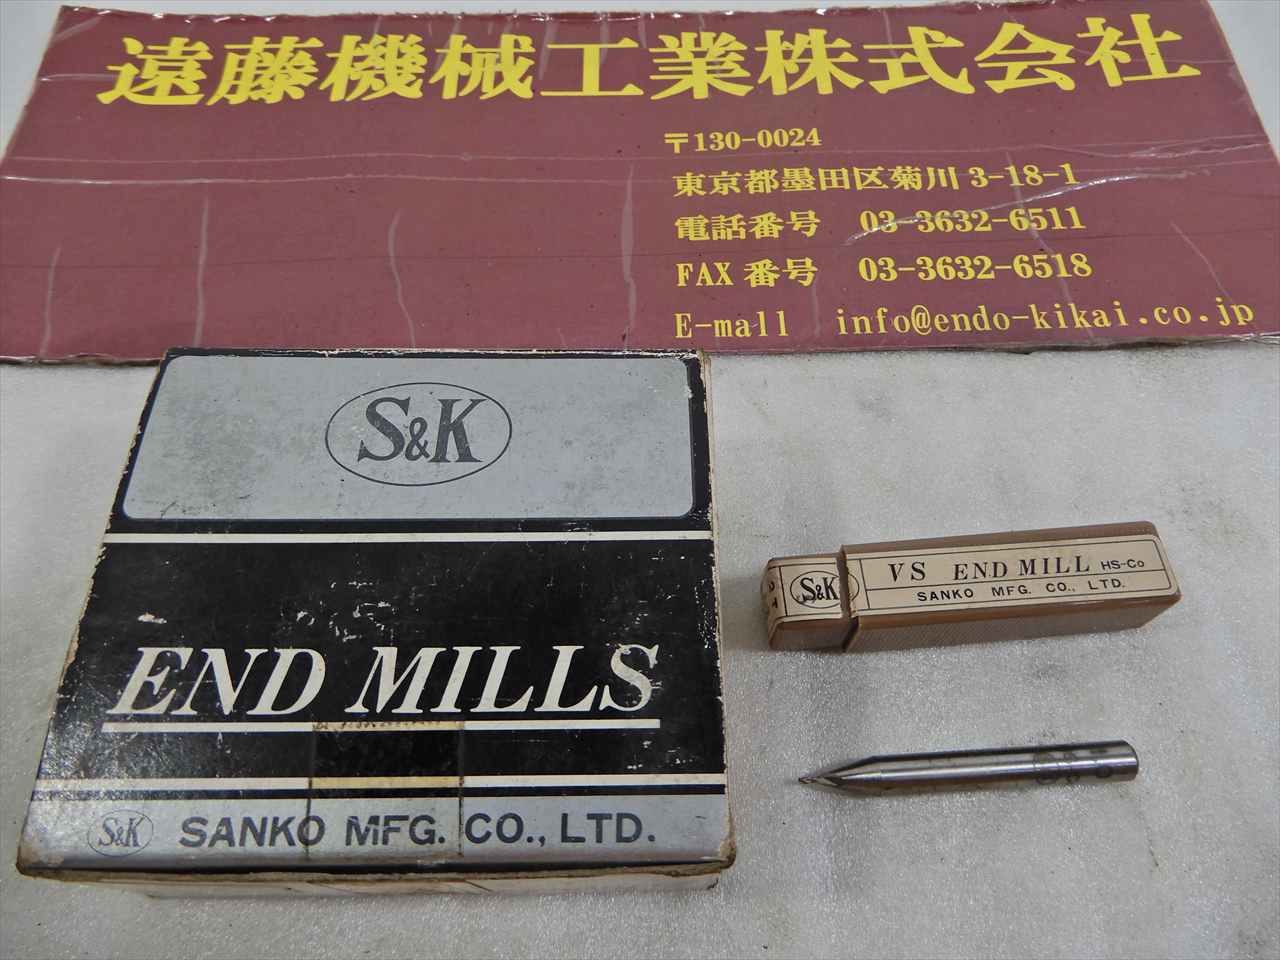 遠藤機械工業株式会社
〒130-0024
東京都墨田区菊川 3-18-1
電話番号 03-3632-6511
FAX 番号 03-3632-6518
E-mall info@endo-kikai.co.jp
S&K
END MILLS
S&K SANKO MFG. CO., LTD.
S&K
VS END MILL HS-Co
SANKO MFG. CO., LTD.